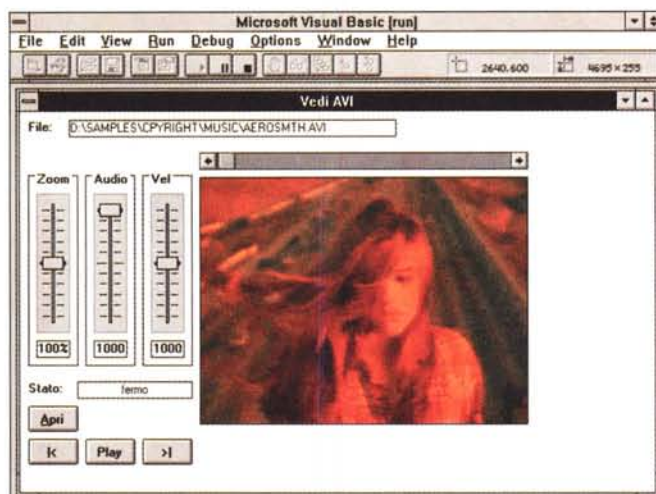 Microsoft Visual Basic [run]
File Edit View Run Debug Options Window Help
2640,600 4695×255
Vedi AVI
File: D:\SAMPLES\CPYRIGHT\MUSIC\AEROSMTH.AVI
Zoom Audio Vel
100% 1000 1000
Stato: fermo
Apri
|< Play >|